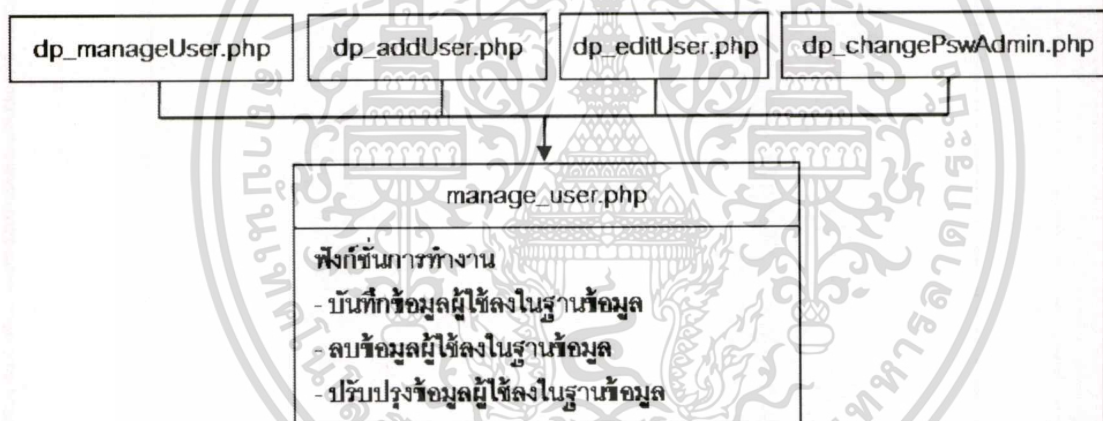 dp_manageUser.php
dp_addUser.php
dp_editUser.php
dp_changePswAdmin.php
manage_user.php
ฟังก์ชั่นการทำงาน
- บันทึกข้อมูลผู้ใช้ลงในฐานข้อมูล
- ลบข้อมูลผู้ใช้ลงในฐานข้อมูล
- ปรับปรุงข้อมูลผู้ใช้ลงในฐานข้อมูล